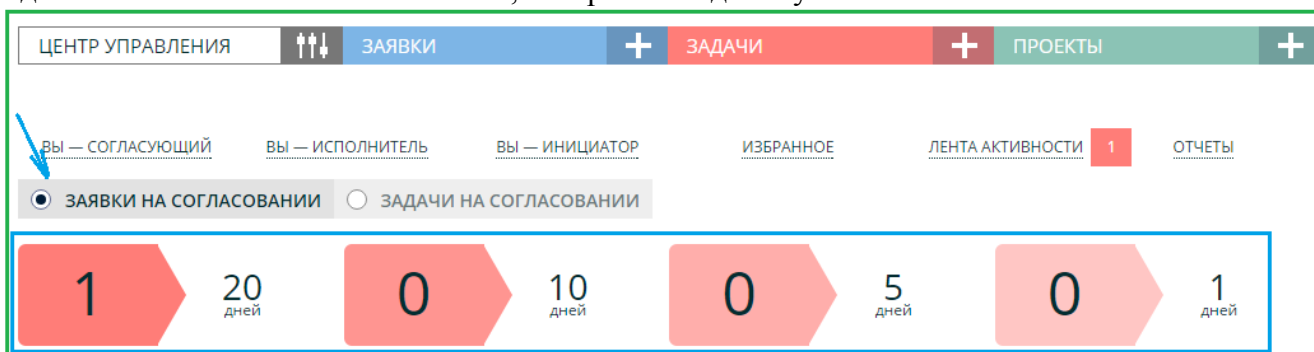 ЦЕНТР УПРАВЛЕНИЯ ЗАЯВКИ + ЗАДАЧИ + ПРОЕКТЫ +
ВЫ — СОГЛАСУЮЩИЙ ВЫ — ИСПОЛНИТЕЛЬ ВЫ — ИНИЦИАТОР ИЗБРАННОЕ ЛЕНТА АКТИВНОСТИ 1 ОТЧЕТЫ
ЗАЯВКИ НА СОГЛАСОВАНИИ ЗАДАЧИ НА СОГЛАСОВАНИИ
1 20 дней 0 10 дней 0 5 дней 0 1 дней